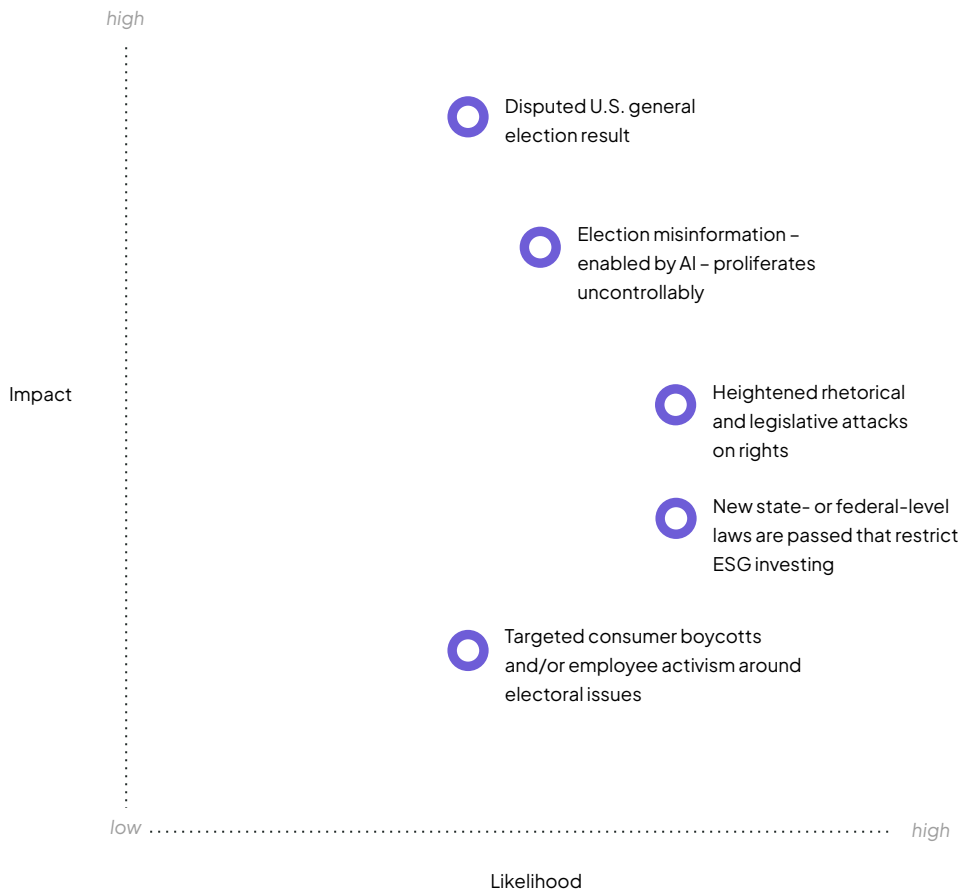 high
Disputed U.S. general
election result
Election misinformation –
enabled by AI – proliferates
uncontrollably
Impact
Heightened rhetorical
and legislative attacks
on rights
New state- or federal-level
laws are passed that restrict
ESG investing
Targeted consumer boycotts
and/or employee activism around
electoral issues
low
high
Likelihood